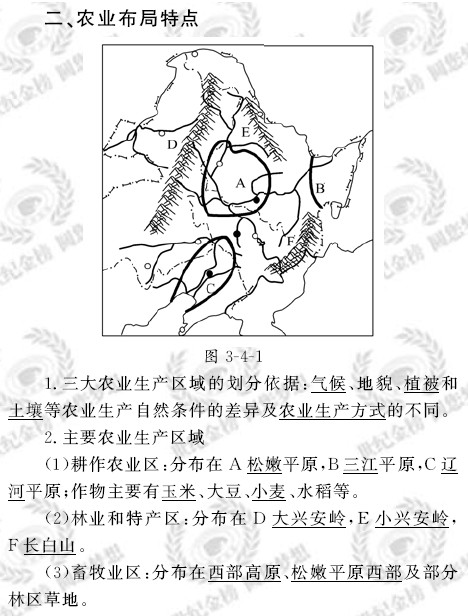 二、农业布局特点
D
E
A
B
F
C
图 3-4-1
1.三大农业生产区域的划分依据:气候、地貌、植被和
土壤等农业生产自然条件的差异及农业生产方式的不同。
2.主要农业生产区域
(1)耕作农业区:分布在 A 松嫩平原,B三江平原,C 辽
河平原;作物主要有玉米、大豆、小麦、水稻等。
(2)林业和特产区:分布在 D 大兴安岭,E 小兴安岭,
F长白山。
(3)畜牧业区:分布在西部高原、松嫩平原西部及部分
林区草地。